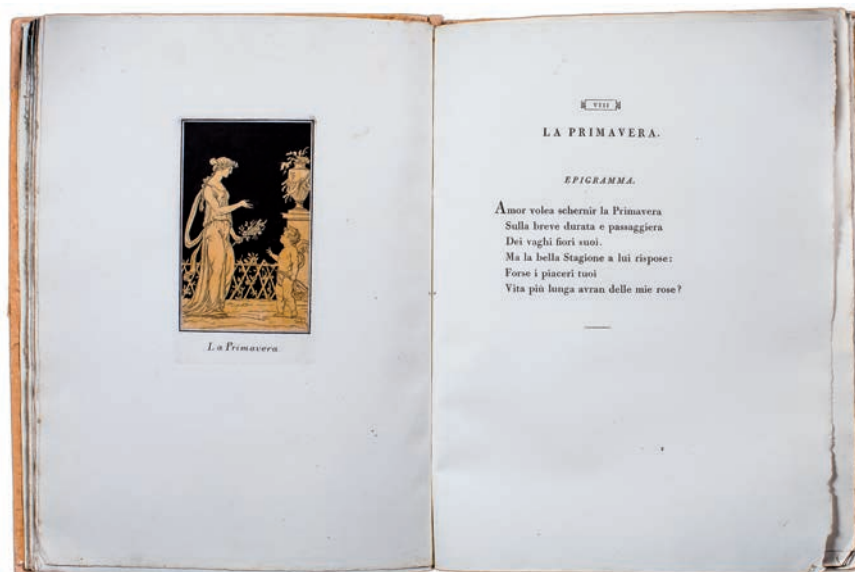 La Primavera
VIII
LA PRIMAVERA.
EPIGRAMMA.
Amor volea schernir la Primavera
Sulla breve durata e passaggiera
Dei vaghi fiori suoi.
Ma la bella Stagione a lui rispose:
Forse i piaceri tuoi
Vita più lunga avran delle mie rose?